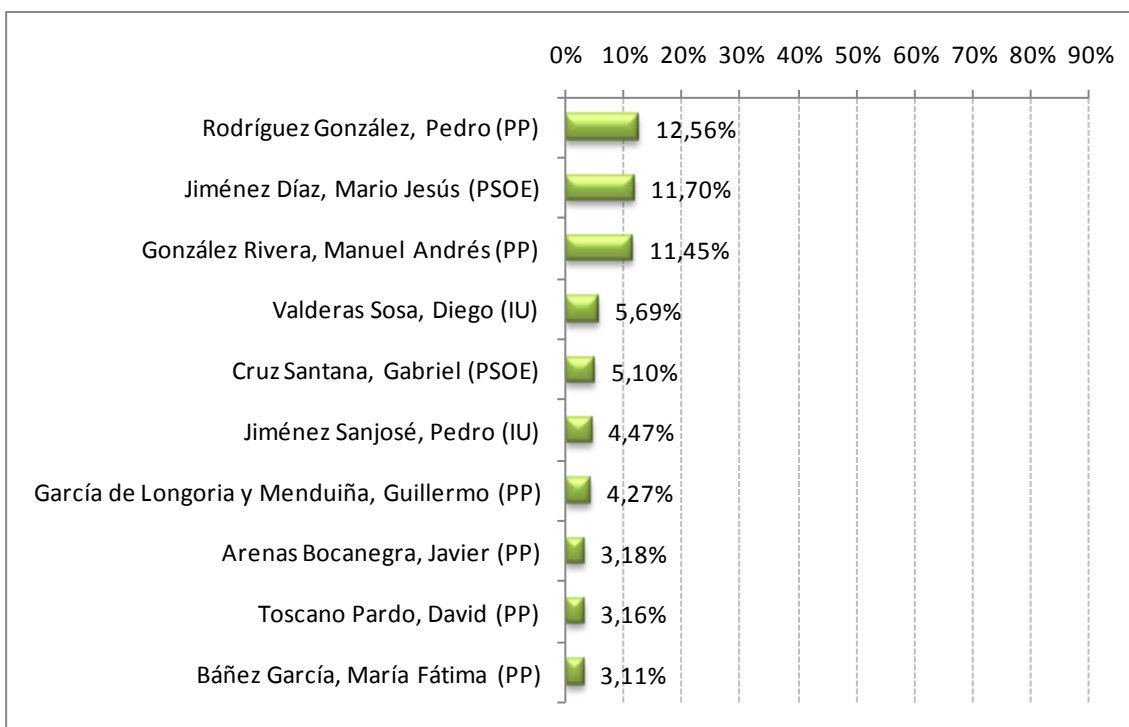 0% 10% 20% 30% 40% 50% 60% 70% 80% 90%
Rodríguez González, Pedro (PP) 12,56%
Jiménez Díaz, Mario Jesús (PSOE) 11,70%
González Rivera, Manuel Andrés (PP) 11,45%
Valderas Sosa, Diego (IU) 5,69%
Cruz Santana, Gabriel (PSOE) 5,10%
Jiménez Sanjosé, Pedro (IU) 4,47%
García de Longoria y Menduiña, Guillermo (PP) 4,27%
Arenas Bocanegra, Javier (PP) 3,18%
Toscano Pardo, David (PP) 3,16%
Báñez García, María Fátima (PP) 3,11%